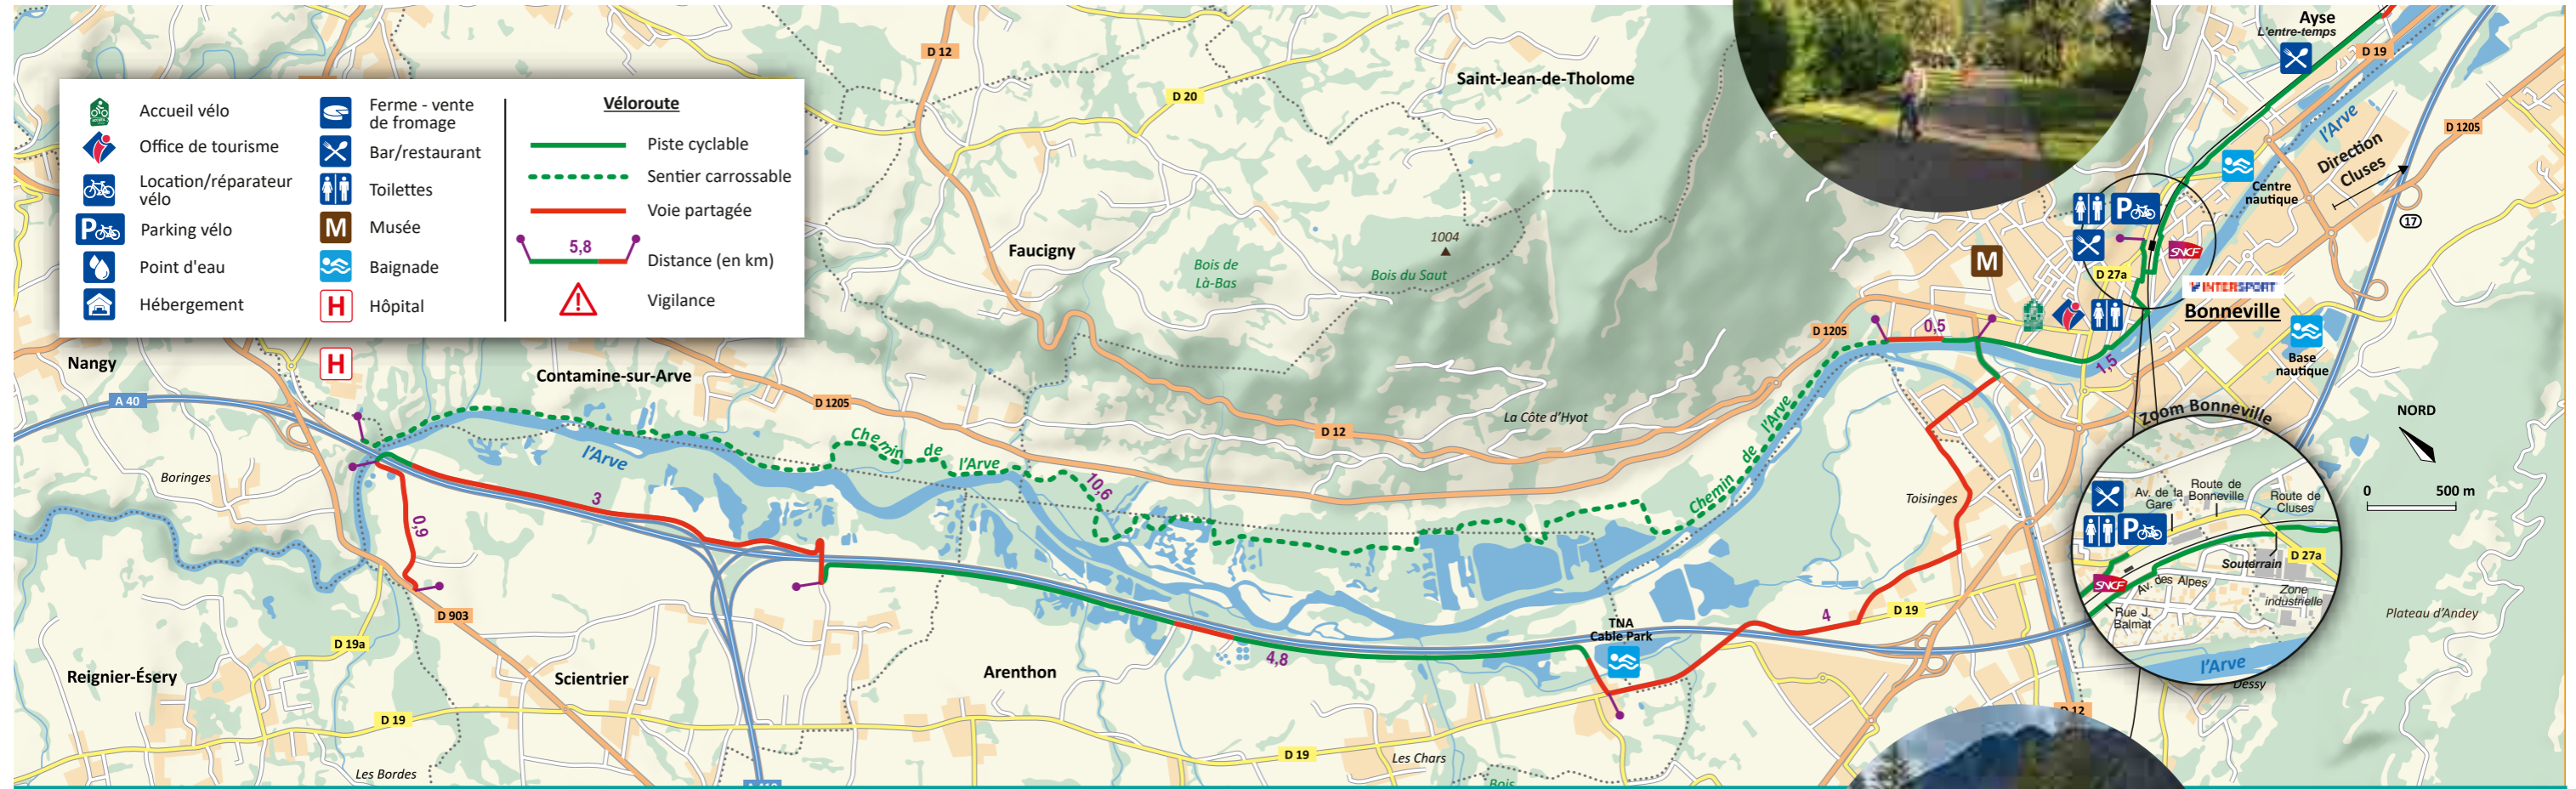 Accueil vélo
Office de tourisme
Location/réparateur
vélo
P
Parking vélo
Point d'eau
Hébergement
Ferme - vente
de fromage
Bar/restaurant
Toilettes
M
Musée
Baignade
H
Hôpital
Véloroute
Piste cyclable
Sentier carrossable
Voie partagée
5,8
Distance (en km)
Vigilance
D 12
D 20
Saint-Jean-de-Tholome
Faucigny
Bois de
Là-Bas
Bois du Saut
1004
La Côte d'Hyot
D 12
D 1205
D 1205
Nangy
H
Contamine-sur-Arve
A 40
Boringes
l'Arve
Chemin de l'Arve
10,6
Chemin de l'Arve
3
0,9
D 903
D 19a
Reignier-Ésery
Scientrier
D 19
Les Bordes
Arenthon
4,8
D 19
Les Chars
Bois
TNA
Cable Park
4
D 19
Toisinges
D 12
0,5
1,5
M
Ayse
L'entre-temps
D 19
l'Arve
Direction
Cluses
D 1205
17
Centre
nautique
P
SNCF
D 27a
INTERSPORT
Bonneville
Base
nautique
NORD
0 500 m
Plateau d'Andey
Zoom Bonneville
Av. de la
Gare
Route de
Bonneville
Route de
Cluses
P
D 27a
Souterrain
SNCF
Av. des Alpes
Zone
industrielle
Rue J.
Balmat
l'Arve
Dessy